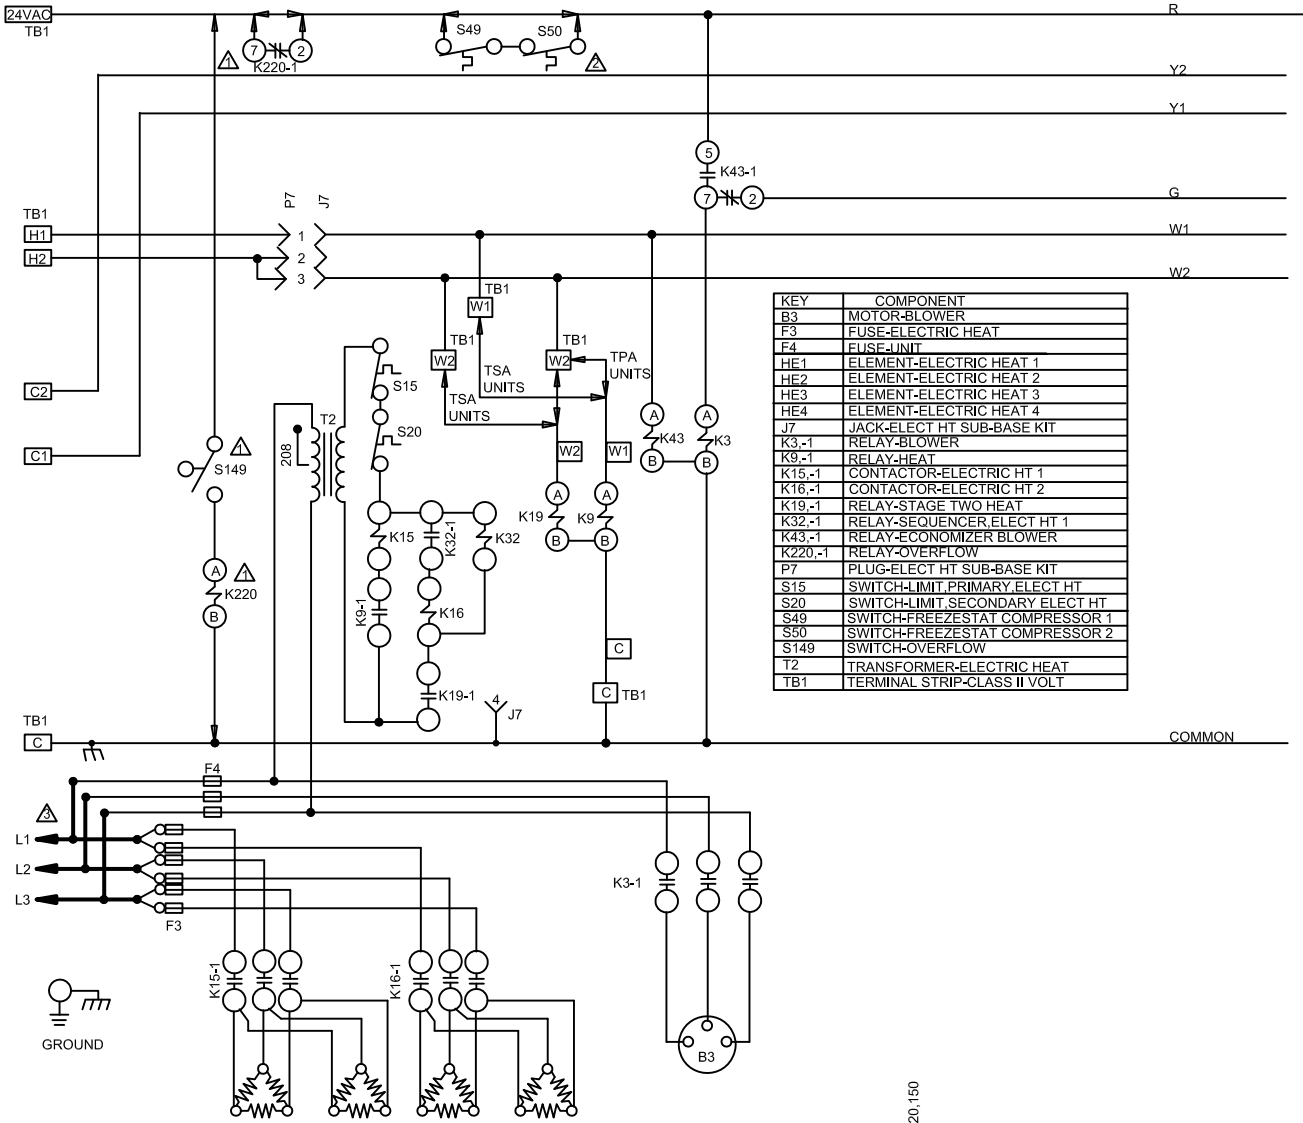 24VAC
TB1
R
S49
S50
7
2
1
K220-1
2
Y2
Y1
5
K43-1
7
2
G
P7
J7
TB1
H1
1
W1
H2
2
3
W2
TB1
W1
TB1
W2
TB1
W2
TPA
UNITS
TSA
UNITS
TSA
UNITS
S15
C2
T2
208
S20
A
K43
B
A
K3
B
C1
1
S149
W2
W1
A
K19
B
A
K9
B
K15
K32-1
K32
A
1
K220
B
K9-1
K16
C
K19-1
C
TB1
4
J7
TB1
C
COMMON
KEY COMPONENT
B3 MOTOR-BLOWER
F3 FUSE-ELECTRIC HEAT
F4 FUSE-UNIT
HE1 ELEMENT-ELECTRIC HEAT 1
HE2 ELEMENT-ELECTRIC HEAT 2
HE3 ELEMENT-ELECTRIC HEAT 3
HE4 ELEMENT-ELECTRIC HEAT 4
J7 JACK-ELECT HT SUB-BASE KIT
K3,-1 RELAY-BLOWER
K9,-1 RELAY-HEAT
K15,-1 CONTACTOR-ELECTRIC HT 1
K16,-1 CONTACTOR-ELECTRIC HT 2
K19,-1 RELAY-STAGE TWO HEAT
K32,-1 RELAY-SEQUENCER,ELECT HT 1
K43,-1 RELAY-ECONOMIZER BLOWER
K220,-1 RELAY-OVERFLOW
P7 PLUG-ELECT HT SUB-BASE KIT
S15 SWITCH-LIMIT,PRIMARY,ELECT HT
S20 SWITCH-LIMIT,SECONDARY ELECT HT
S49 SWITCH-FREEZESTAT COMPRESSOR 1
S50 SWITCH-FREEZESTAT COMPRESSOR 2
S149 SWITCH-OVERFLOW
T2 TRANSFORMER-ELECTRIC HEAT
TB1 TERMINAL STRIP-CLASS II VOLT
F4
3
L1
L2
L3
F3
K3-1
K15-1
K16-1
GROUND
B3
20,150